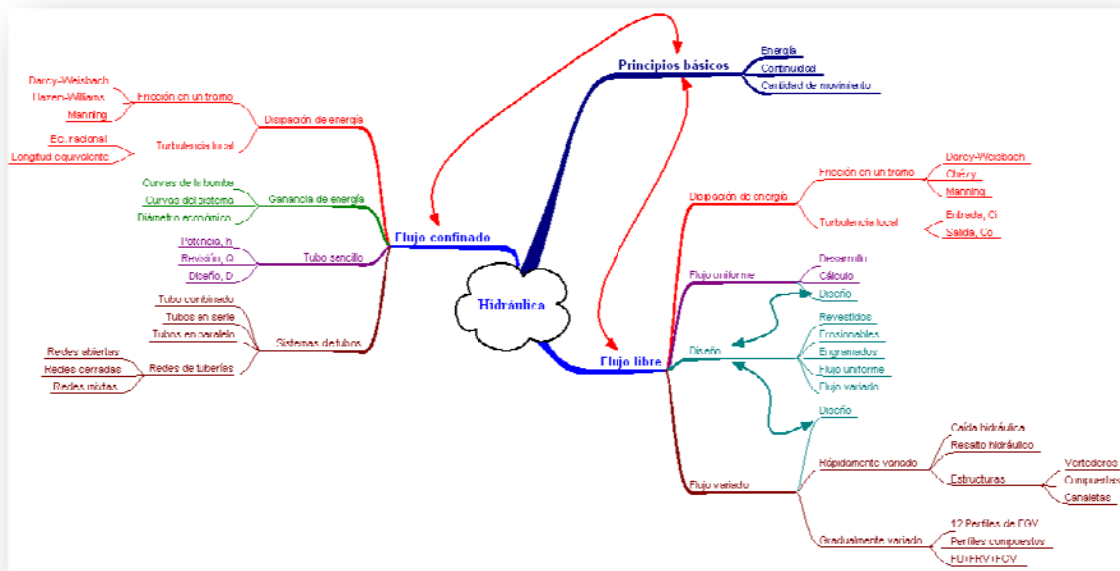 Hidráulica
Principios básicos
Energía
Continuidad
Cantidad de movimiento
Flujo confinado
Disipación de energía
Fricción en un tramo
Darcy-Weisbach
Hazen-Williams
Manning
Turbulencia local
Ec. racional
Longitud equivalente
Ganancia de energía
Curvas de la bomba
Curvas del sistema
Diámetro económico
Tubo sencillo
Potencia, h
Revisión, Q
Diseño, D
Sistemas de tubos
Tubo combinado
Tubos en serie
Tubos en paralelo
Redes de tuberías
Redes abiertas
Redes cerradas
Redes mixtas
Flujo libre
Disipación de energía
Fricción en un tramo
Darcy-Weisbach
Chézy
Manning
Turbulencia local
Entrada, Ci
Salida, Co
Flujo uniforme
Desarrollo
Cálculo
Diseño
Diseño
Revestidos
Erosionables
Engramados
Flujo uniforme
Flujo variado
Flujo variado
Diseño
Rápidamente variado
Caída hidráulica
Resalto hidráulico
Estructuras
Vertederos
Compuertas
Canaletas
Gradualmente variado
12 Perfiles de FGV
Perfiles compuestos
FU+FRV+FGV